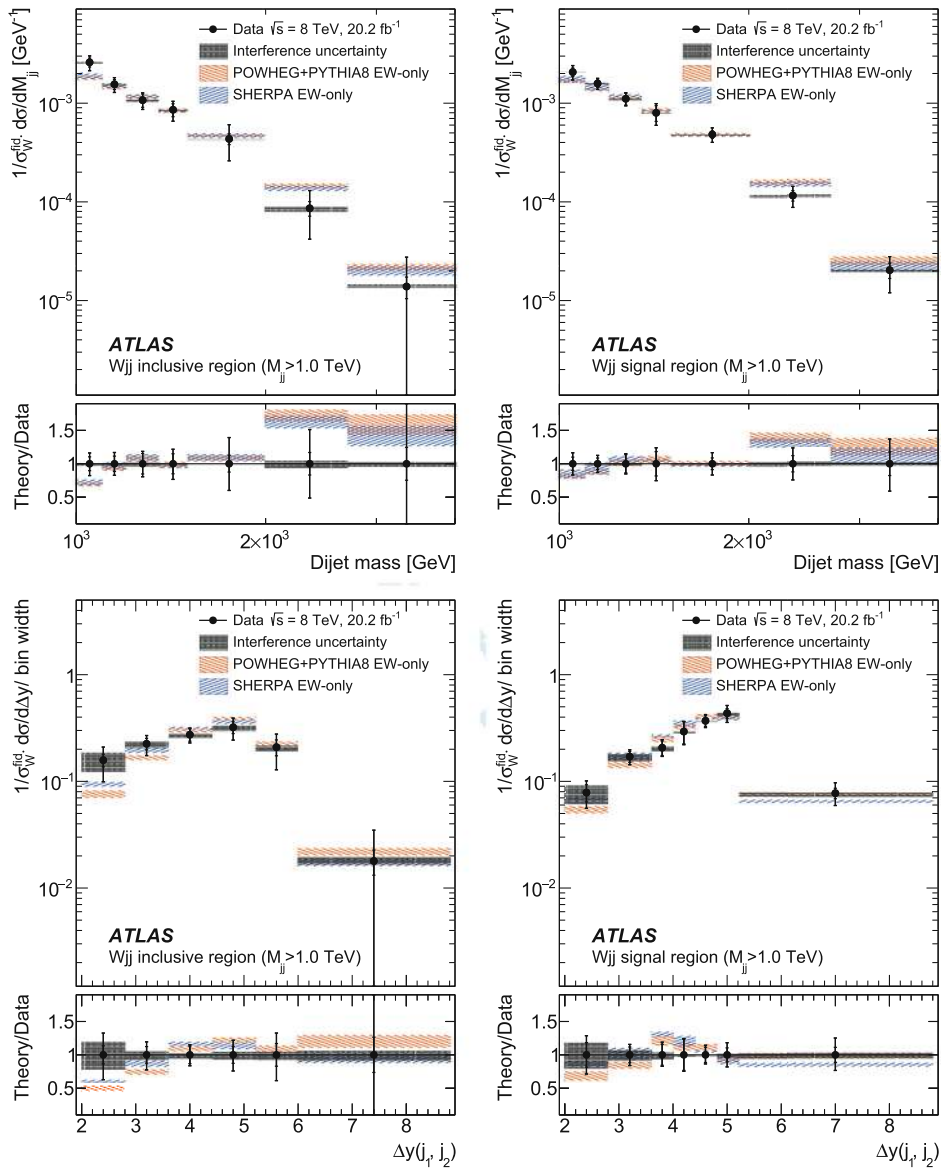 1/σ_W^fid · dσ/dM_jj [GeV⁻¹]
Data √s = 8 TeV, 20.2 fb⁻¹
Interference uncertainty
POWHEG+PYTHIA8 EW-only
SHERPA EW-only
10⁻³
10⁻⁴
10⁻⁵
ATLAS
Wjj inclusive region (M_jj>1.0 TeV)
Theory/Data
1.5
1
0.5
10³
2×10³
Dijet mass [GeV]
1/σ_W^fid · dσ/dM_jj [GeV⁻¹]
Data √s = 8 TeV, 20.2 fb⁻¹
Interference uncertainty
POWHEG+PYTHIA8 EW-only
SHERPA EW-only
10⁻³
10⁻⁴
10⁻⁵
ATLAS
Wjj signal region (M_jj>1.0 TeV)
Theory/Data
1.5
1
0.5
10³
2×10³
Dijet mass [GeV]
1/σ_W^fid · dσ/dΔy/ bin width
Data √s = 8 TeV, 20.2 fb⁻¹
Interference uncertainty
POWHEG+PYTHIA8 EW-only
SHERPA EW-only
1
10⁻¹
10⁻²
ATLAS
Wjj inclusive region (M_jj>1.0 TeV)
Theory/Data
1.5
1
0.5
2 3 4 5 6 7 8
Δy(j₁, j₂)
1/σ_W^fid · dσ/dΔy/ bin width
Data √s = 8 TeV, 20.2 fb⁻¹
Interference uncertainty
POWHEG+PYTHIA8 EW-only
SHERPA EW-only
1
10⁻¹
10⁻²
ATLAS
Wjj signal region (M_jj>1.0 TeV)
Theory/Data
1.5
1
0.5
2 3 4 5 6 7 8
Δy(j₁, j₂)